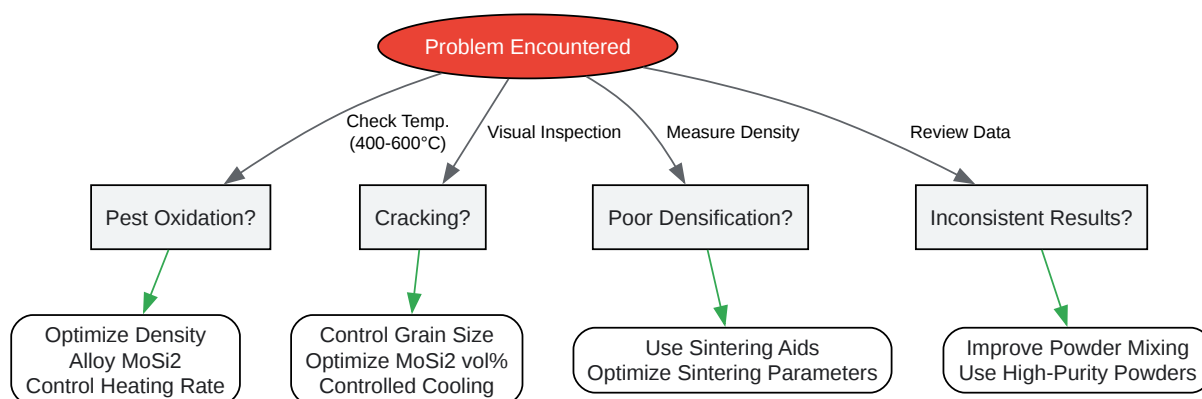 Problem Encountered
Check Temp.
(400-600°C)
Visual Inspection
Measure Density
Review Data
Pest Oxidation?
Cracking?
Poor Densification?
Inconsistent Results?
Optimize Density
Alloy MoSi2
Control Heating Rate
Control Grain Size
Optimize MoSi2 vol%
Controlled Cooling
Use Sintering Aids
Optimize Sintering Parameters
Improve Powder Mixing
Use High-Purity Powders